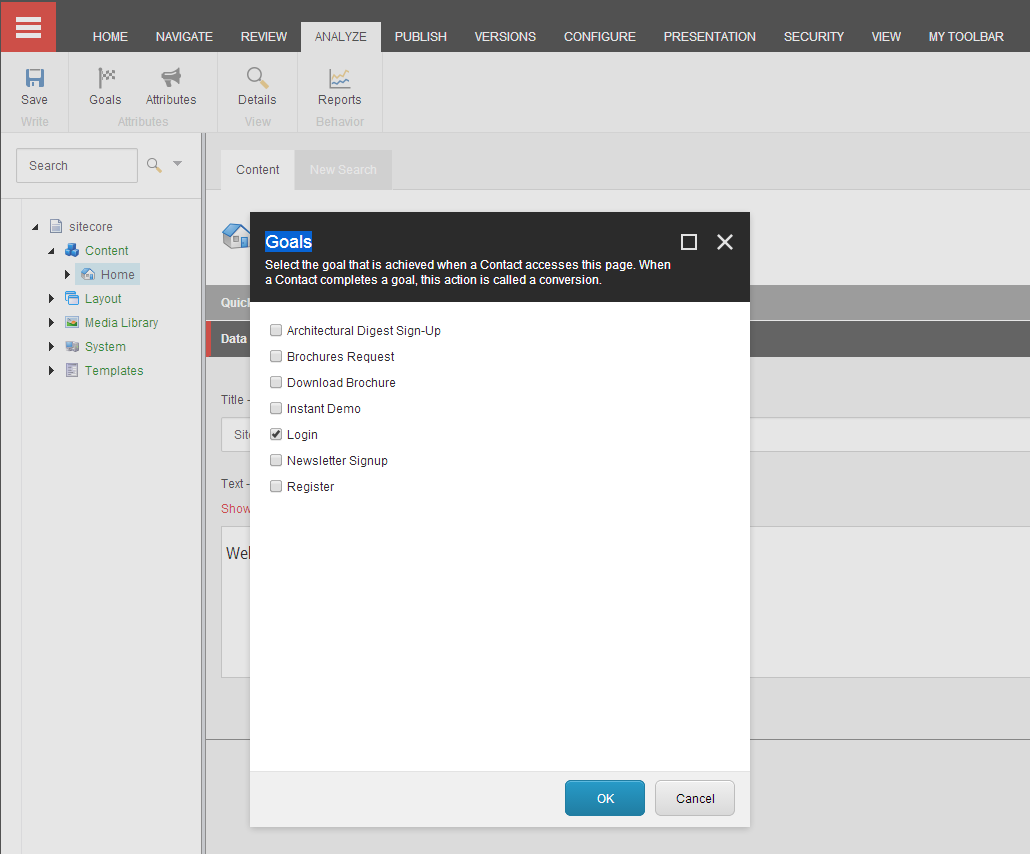 HOME NAVIGATE REVIEW ANALYZE PUBLISH VERSIONS CONFIGURE PRESENTATION SECURITY VIEW MY TOOLBAR
Save Goals Attributes Details Reports
Write Attributes View Behavior
Search
Content New Search
sitecore
Content
Home
Layout
Media Library
System
Templates
Goals
Select the goal that is achieved when a Contact accesses this page. When
a Contact completes a goal, this action is called a conversion.
Quick
Data
Title -
Site
Text -
Show
Wel
Architectural Digest Sign-Up
Brochures Request
Download Brochure
Instant Demo
Login
Newsletter Signup
Register
OK Cancel